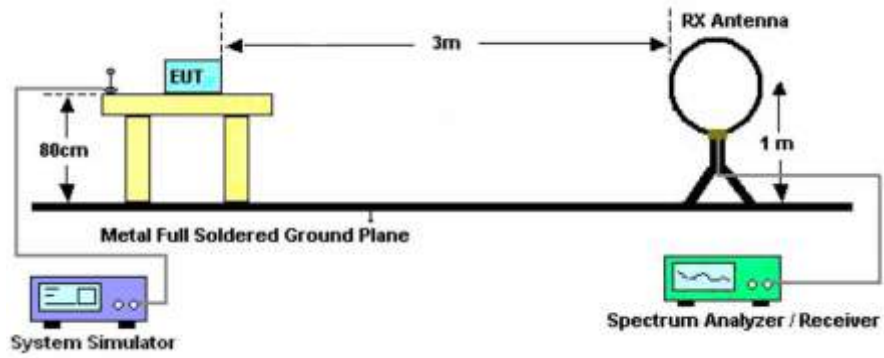 RX Antenna
3m
EUT
80cm
1 m
Metal Full Soldered Ground Plane
System Simulator
Spectrum Analyzer / Receiver